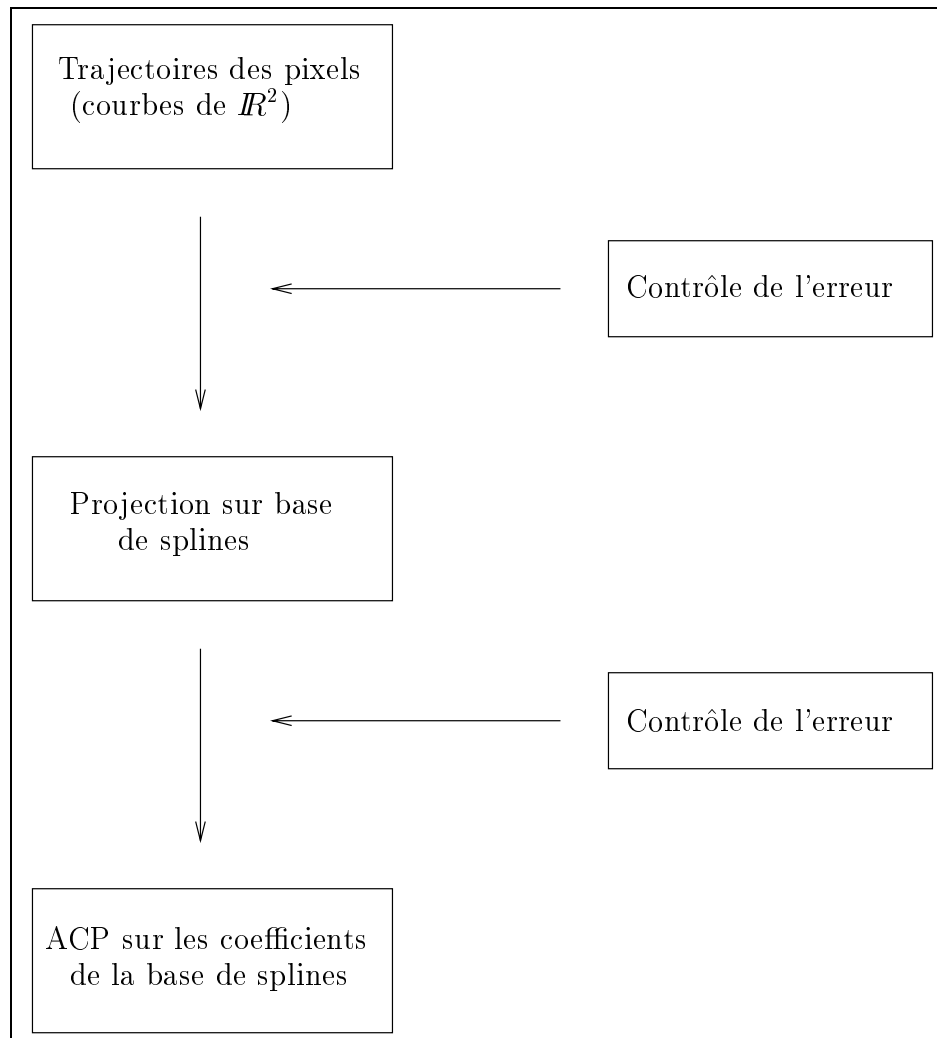 Trajectoires des pixels
(courbes de ℝ²)
Contrôle de l'erreur
Projection sur base
de splines
Contrôle de l'erreur
ACP sur les coefficients
de la base de splines